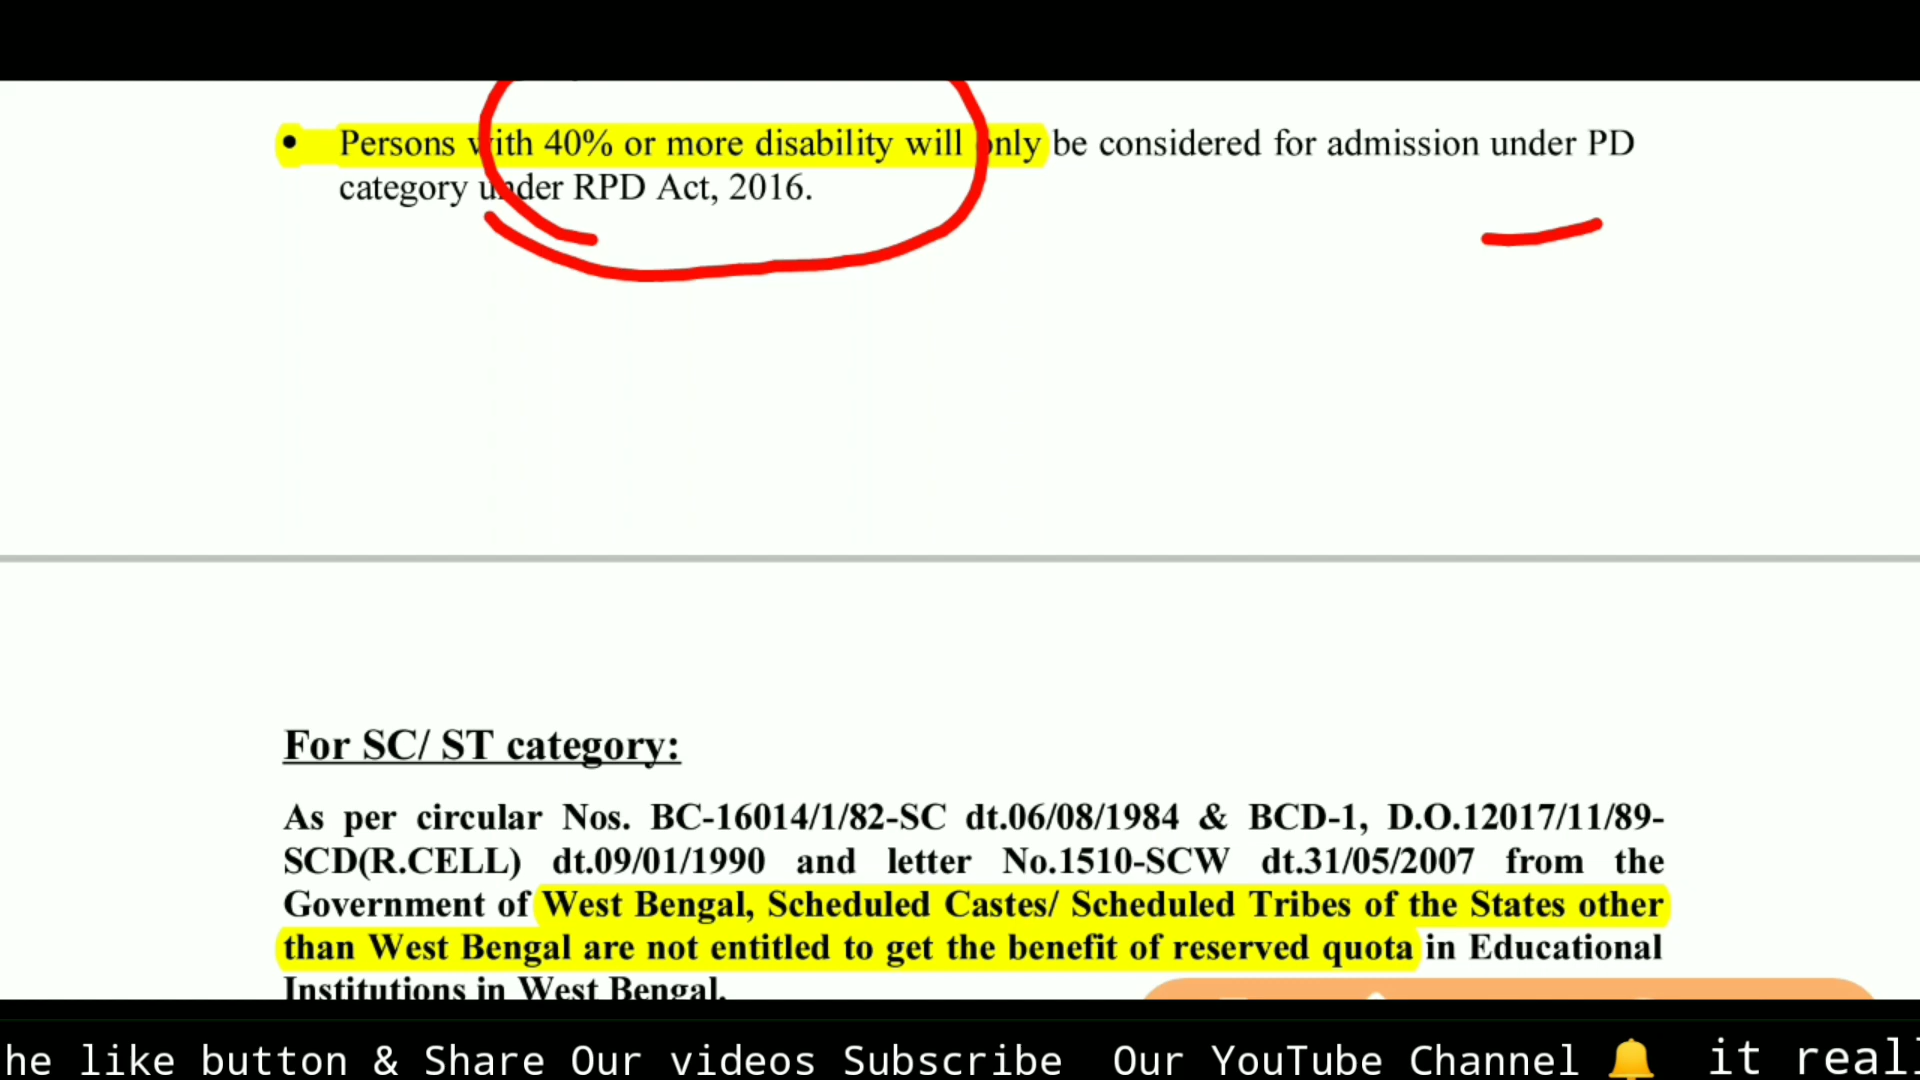 • Persons with 40% or more disability will only be considered for admission under PD
category under RPD Act, 2016.
For SC/ ST category:
As per circular Nos. BC-16014/1/82-SC dt.06/08/1984 & BCD-1, D.O.12017/11/89-
SCD(R.CELL) dt.09/01/1990 and letter No.1510-SCW dt.31/05/2007 from the
Government of West Bengal, Scheduled Castes/ Scheduled Tribes of the States other
than West Bengal are not entitled to get the benefit of reserved quota in Educational
Institutions in West Bengal.
he like button & Share Our videos Subscribe Our YouTube Channel 🔔 it reall